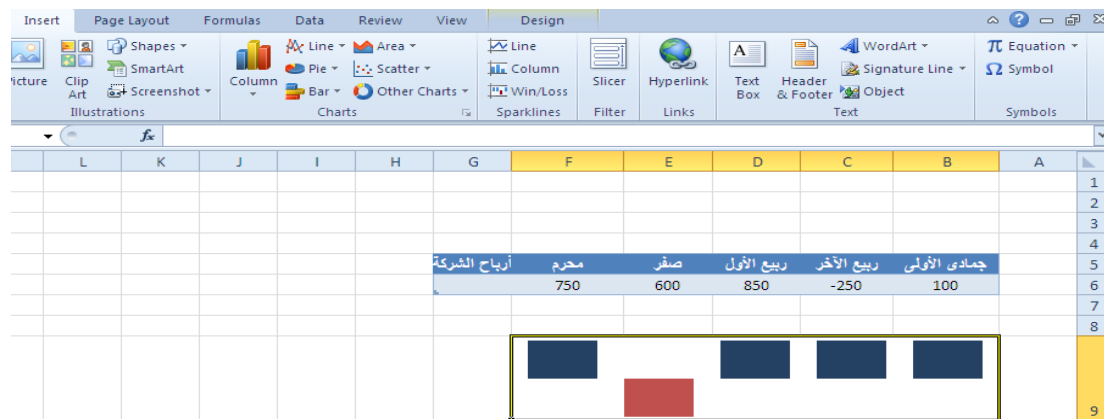 Insert Page Layout Formulas Data Review View Design
Shapes Line Area Line WordArt Equation
SmartArt Pie Scatter Column Signature Line Symbol
Screenshot Bar Other Charts Win/Loss Object
Clip Art Column Slicer Hyperlink Text Box Header & Footer
Illustrations Charts Sparklines Filter Links Text Symbols
fx
L K J I H G F E D C B A
1
2
3
4
أرباح الشركة محرم صفر ربيع الأول ربيع الآخر جمادى الأولى 5
750 600 850 -250 100 6
7
8
9